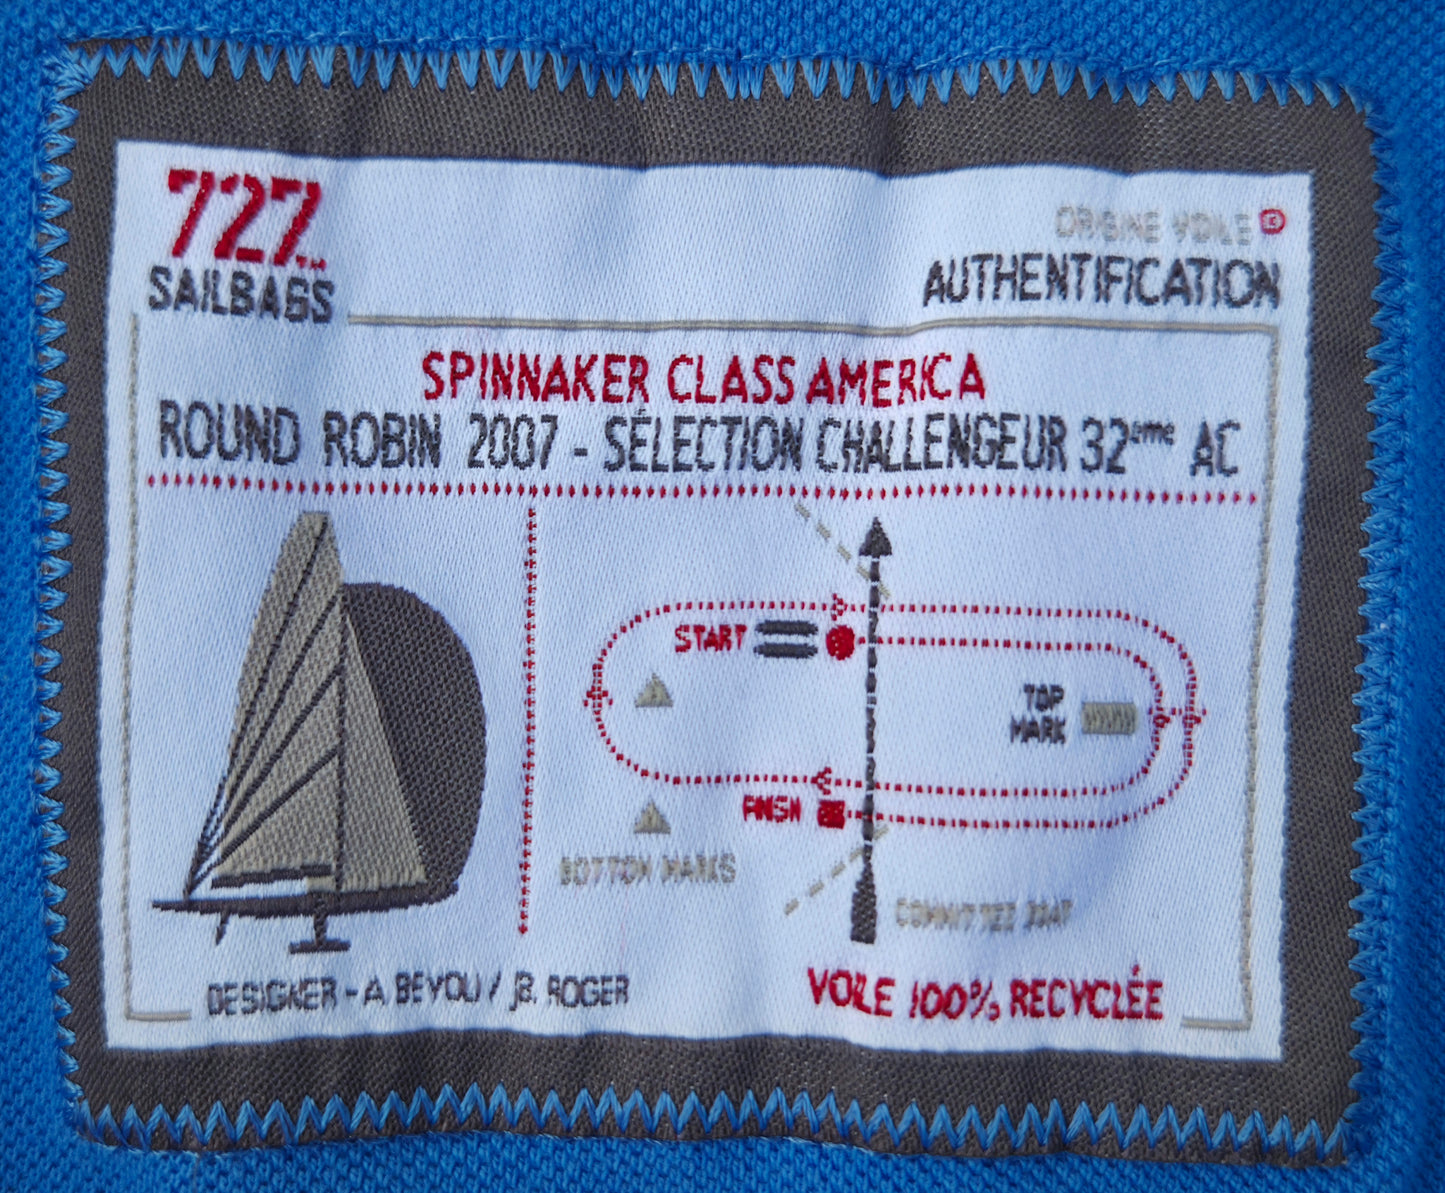 727
SAILBAGS
ORIGINE VOILE
AUTHENTIFICATION
SPINNAKER CLASS AMERICA
ROUND ROBIN 2007 - SÉLECTION CHALLENGEUR 32ème AC
START
TOP
MARK
FINISH
BOTTOM MARKS
COMMITTEE BOAT
DESIGNER - A. BEYOU / JB. ROGER
VOILE 100% RECYCLÉE